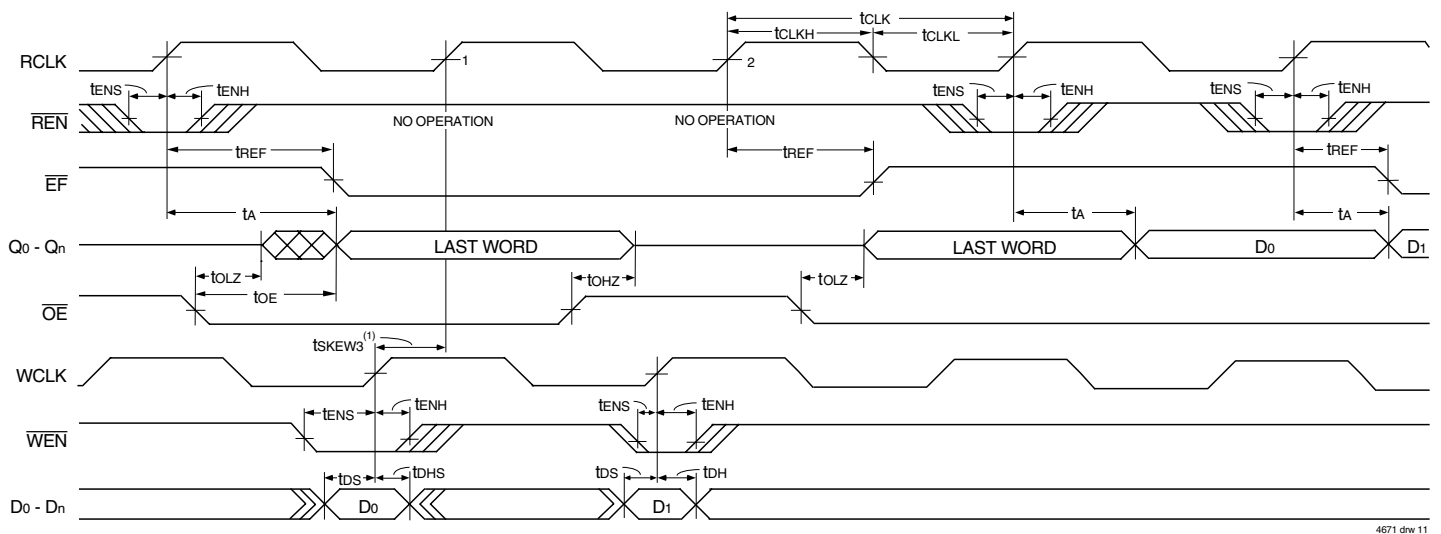 tCLK
tCLKH
tCLKL
RCLK
1
2
tENS
tENH
tENS
tENH
tENS
tENH
REN
NO OPERATION
NO OPERATION
tREF
tREF
tREF
EF
tA
tA
tA
Q0 - Qn
LAST WORD
LAST WORD
D0
D1
tOLZ
tOHZ
tOLZ
tOE
OE
tSKEW3(1)
WCLK
tENS
tENH
tENS
tENH
WEN
tDS
tDHS
tDS
tDH
D0 - Dn
D0
D1
4671 drw 11